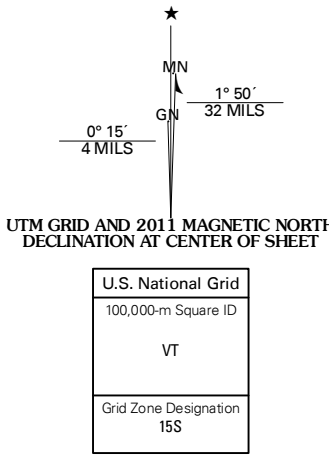 ★
MN
1° 50´
GN
32 MILS
0° 15´
4 MILS
UTM GRID AND 2011 MAGNETIC NORTH
DECLINATION AT CENTER OF SHEET
U.S. National Grid
100,000-m Square ID
VT
Grid Zone Designation
15S